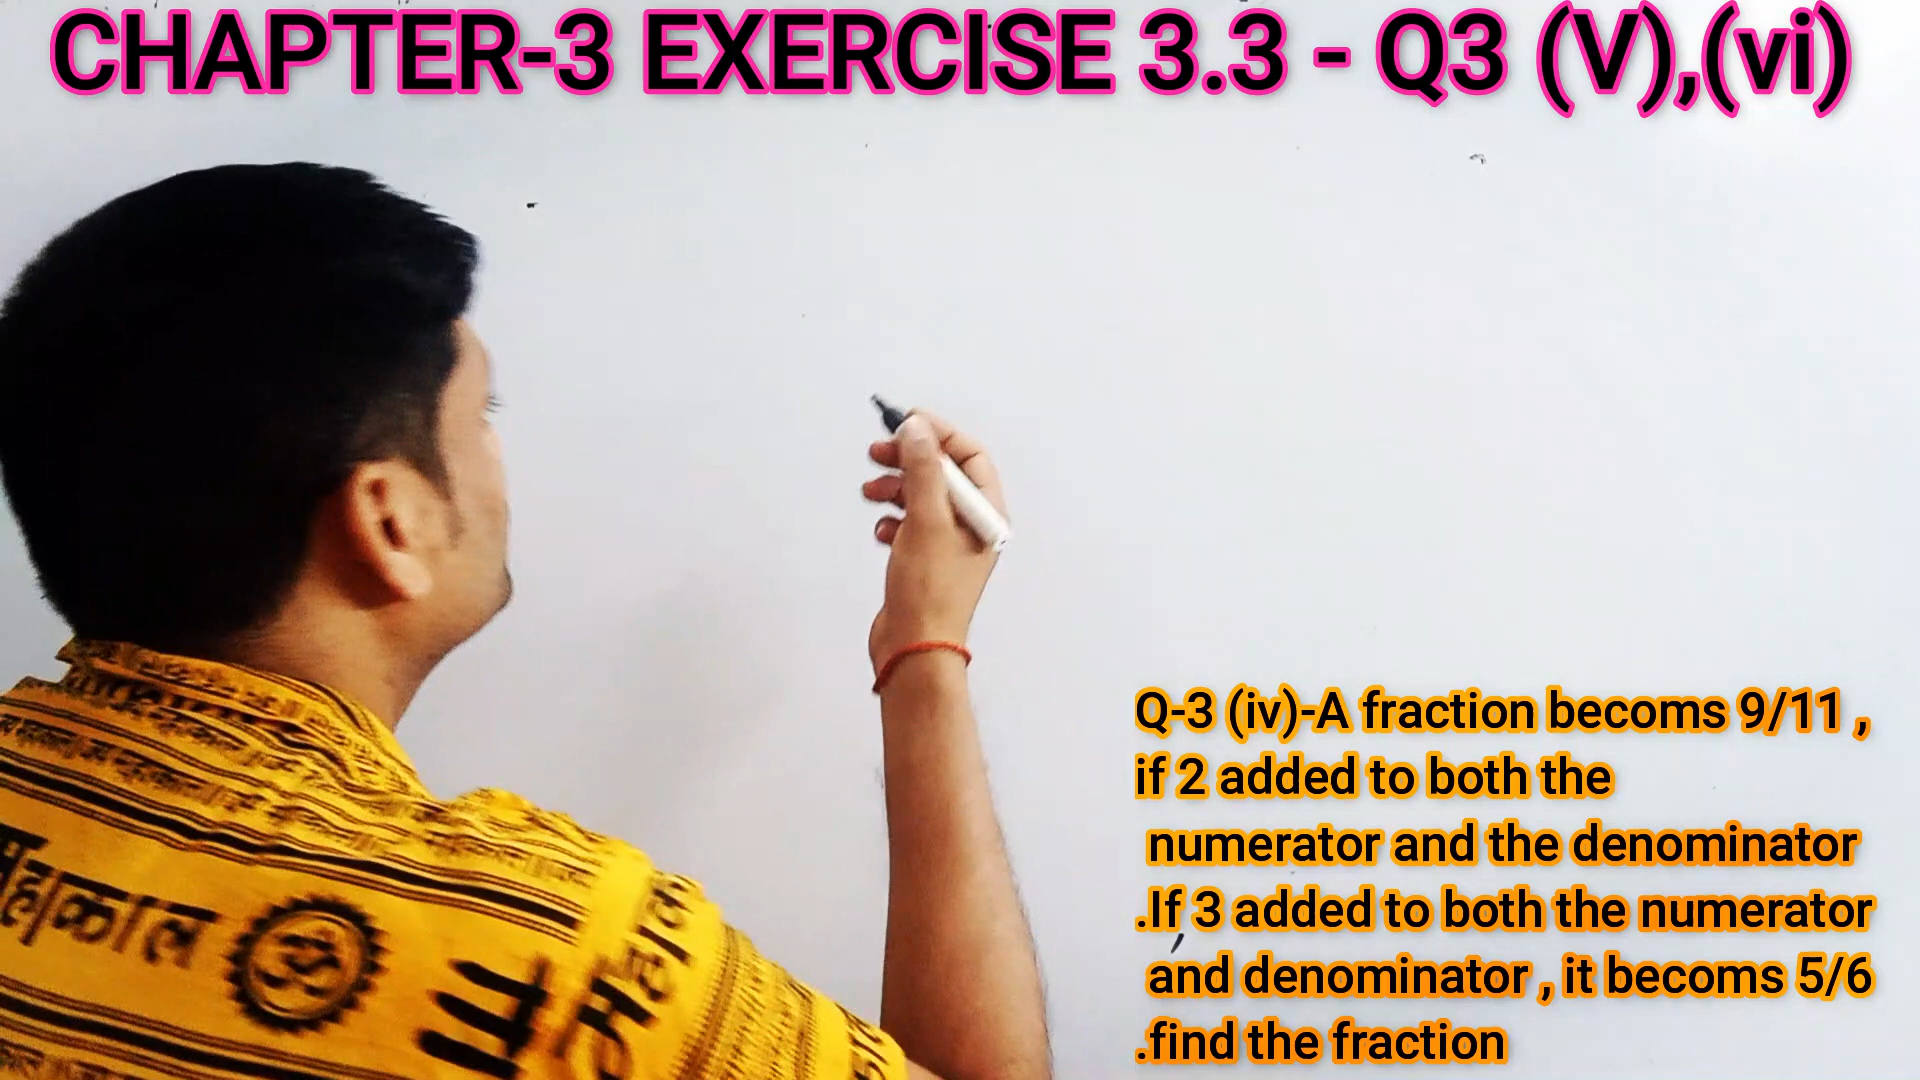 CHAPTER-3 EXERCISE 3.3 - Q3 (V),(vi)
Q-3 (iv)-A fraction becoms 9/11 ,
if 2 added to both the
numerator and the denominator
.If 3 added to both the numerator
and denominator , it becoms 5/6
.find the fraction
महाकाल
ॐ
महाकाल